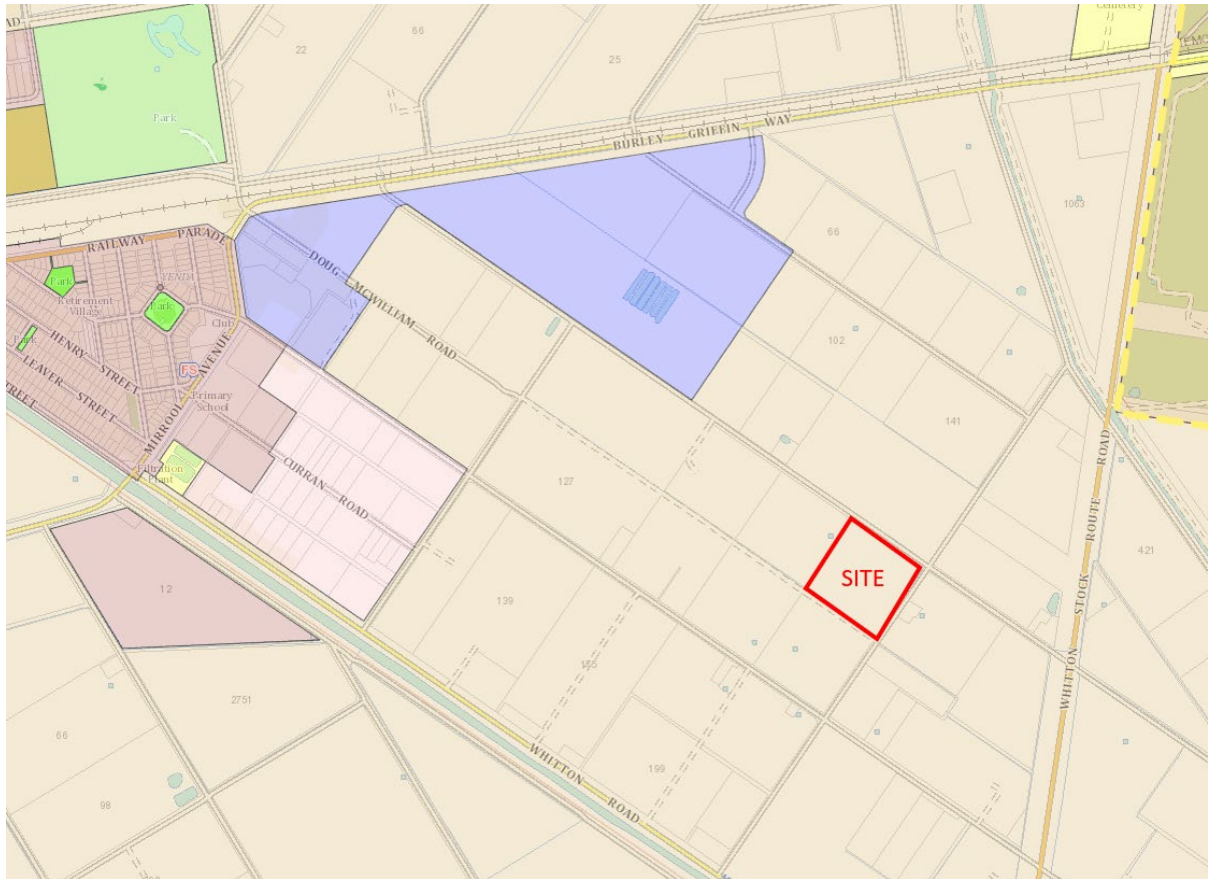 AD
22
66
25
Cemetery
Park
BURLEY GRIFFIN WAY
1063
66
RAILWAY PARADE
YENDA
Park
Retirement
Village
Park
Club
Park
HENRY STREET
LEAVER STREET
STREET
FS
MIRROOL AVENUE
Primary
School
DOUG MCWILLIAM ROAD
102
141
Filtration
Plant
CURRAN ROAD
127
WHITTON STOCK ROUTE ROAD
421
SITE
12
139
2751
66
98
199
WHITTON ROAD